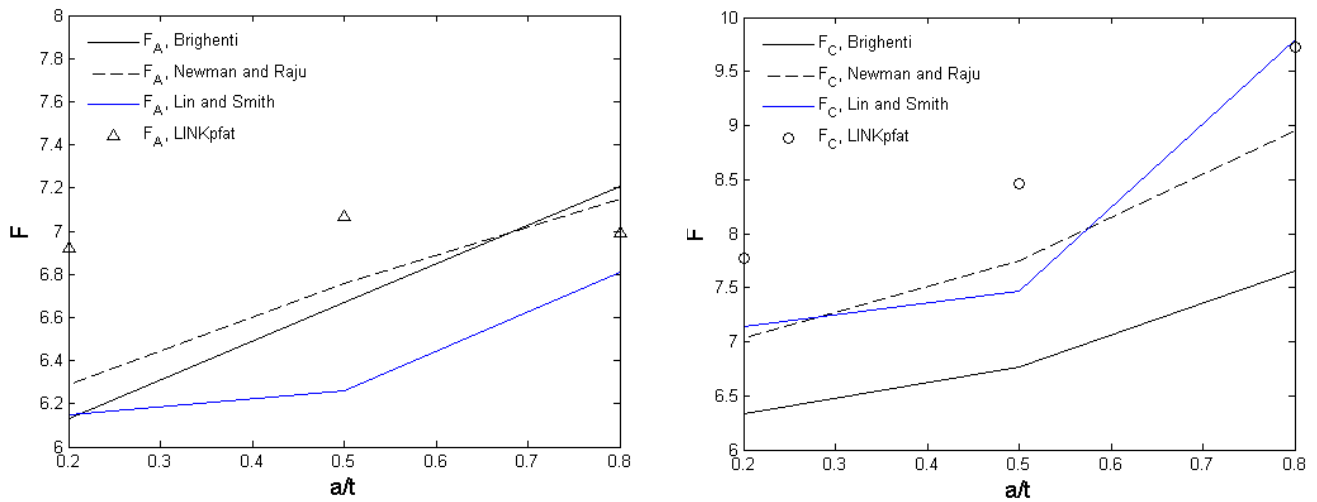 8
7.8
7.6
7.4
7.2
7
6.8
6.6
6.4
6.2
6
F
F_A, Brighenti
F_A, Newman and Raju
F_A, Lin and Smith
F_A, LINKpfat
0.2 0.3 0.4 0.5 0.6 0.7 0.8
a/t
10
9.5
9
8.5
8
7.5
7
6.5
6
F
F_C, Brighenti
F_C, Newman and Raju
F_C, Lin and Smith
F_C, LINKpfat
0.2 0.3 0.4 0.5 0.6 0.7 0.8
a/t